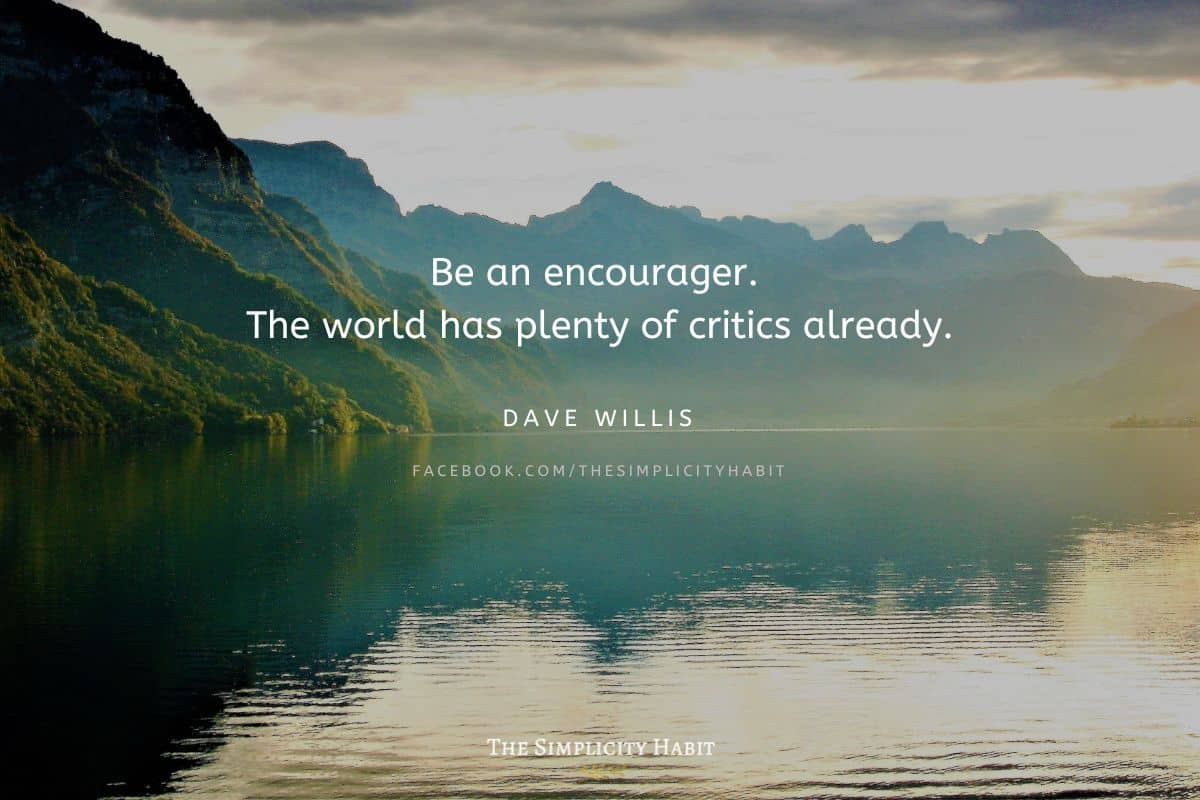 Be an encourager.
The world has plenty of critics already.
DAVE WILLIS
FACEBOOK.COM/THESIMPLICITYHABIT
THE SIMPLICITY HABIT